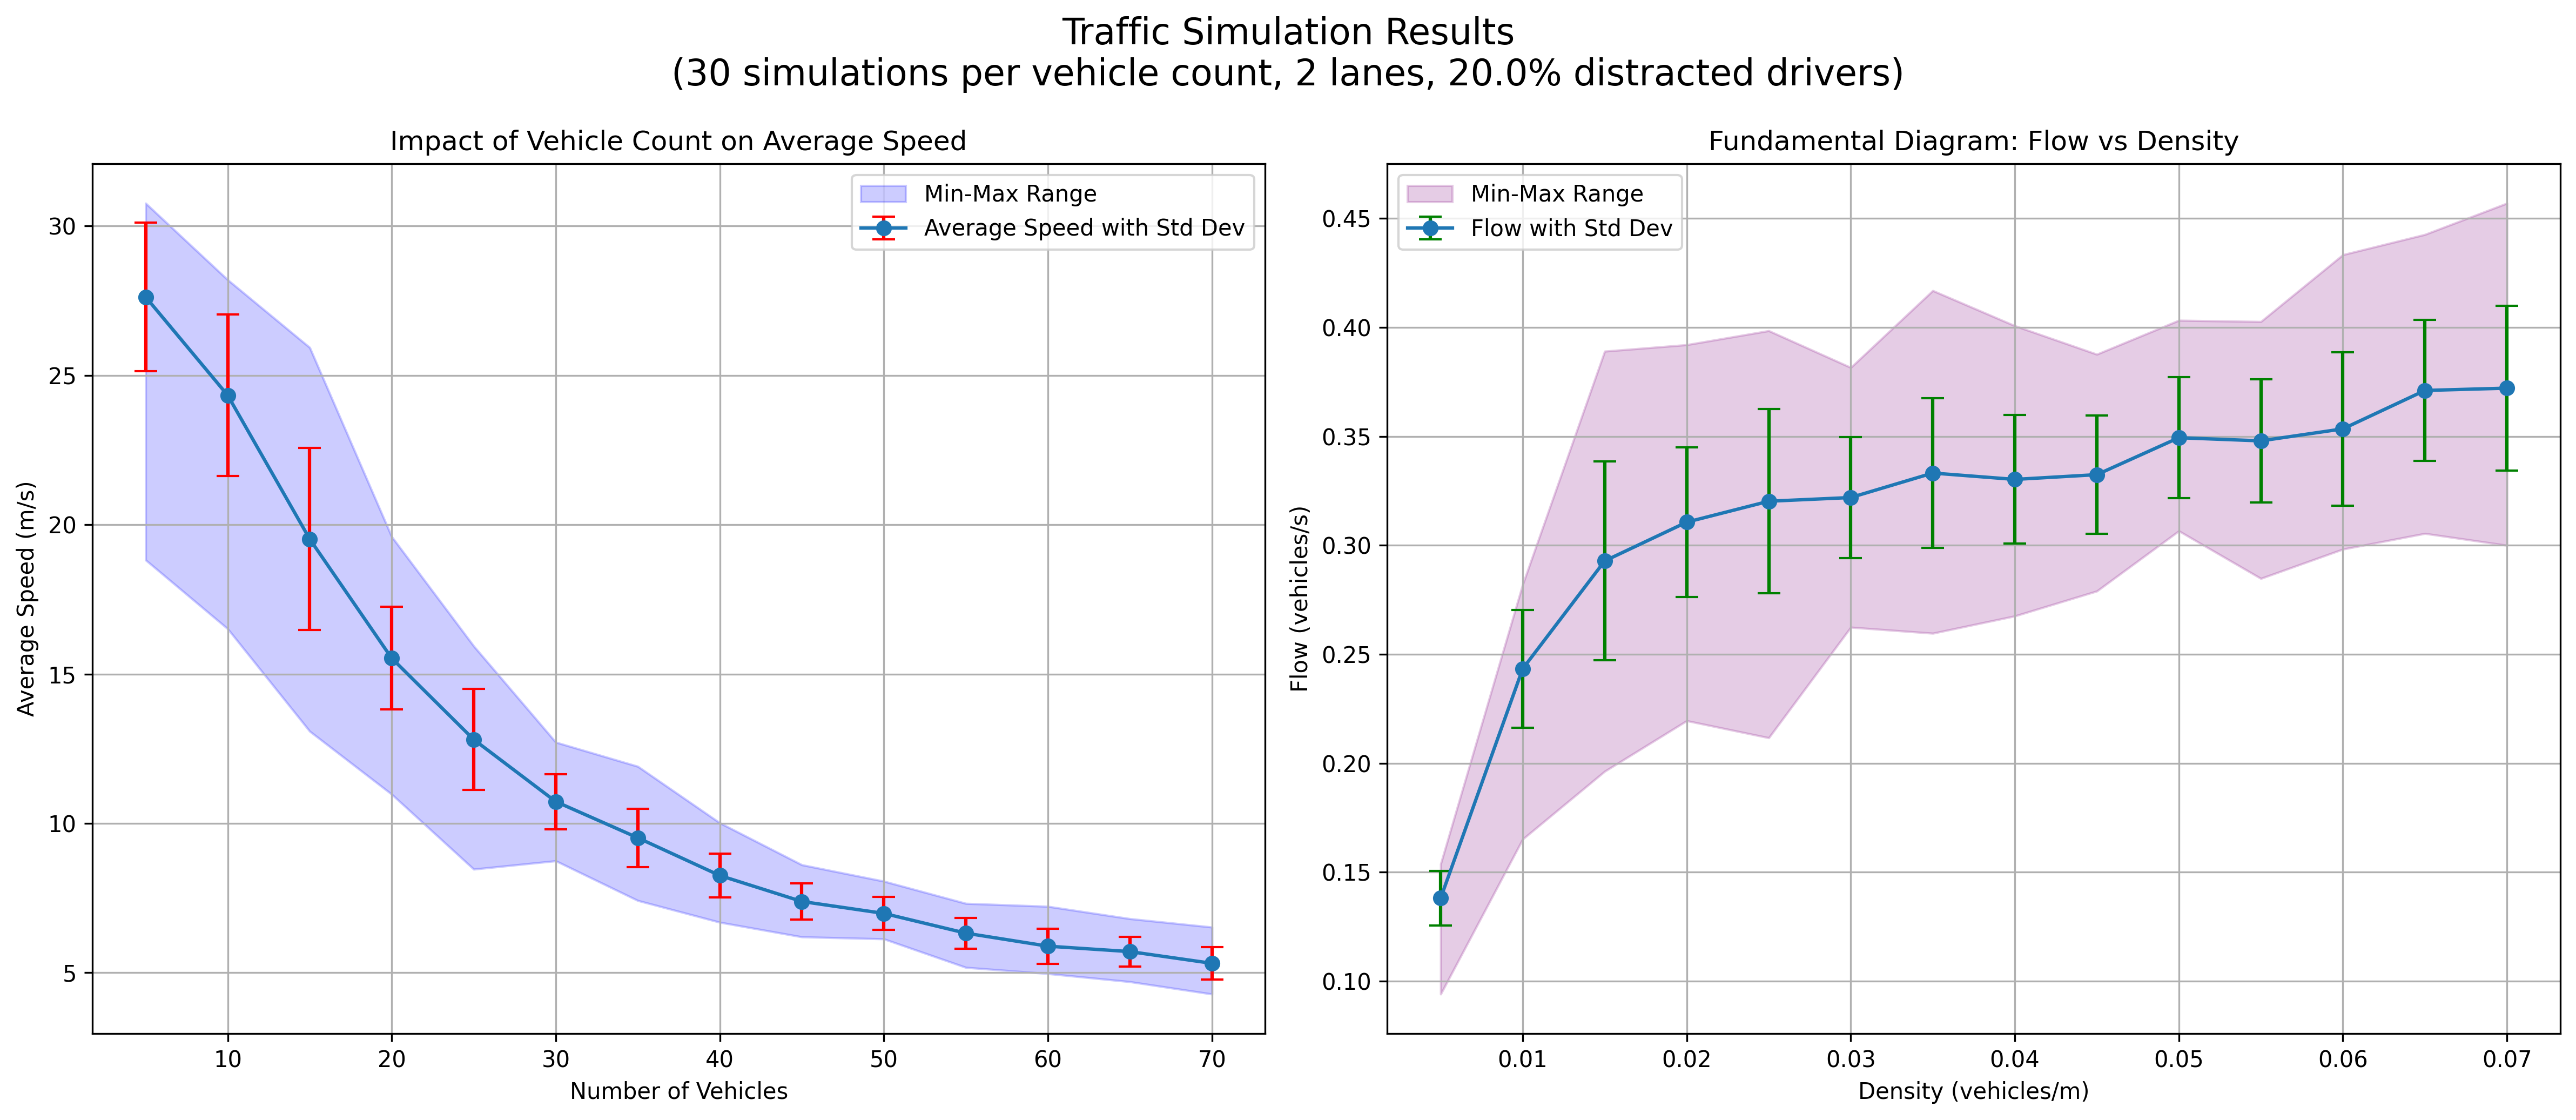 Traffic Simulation Results
(30 simulations per vehicle count, 2 lanes, 20.0% distracted drivers)
Impact of Vehicle Count on Average Speed
Min-Max Range
Average Speed with Std Dev
30
25
20
15
10
5
Average Speed (m/s)
10 20 30 40 50 60 70
Number of Vehicles
Fundamental Diagram: Flow vs Density
Min-Max Range
Flow with Std Dev
0.45
0.40
0.35
0.30
0.25
0.20
0.15
0.10
Flow (vehicles/s)
0.01 0.02 0.03 0.04 0.05 0.06 0.07
Density (vehicles/m)